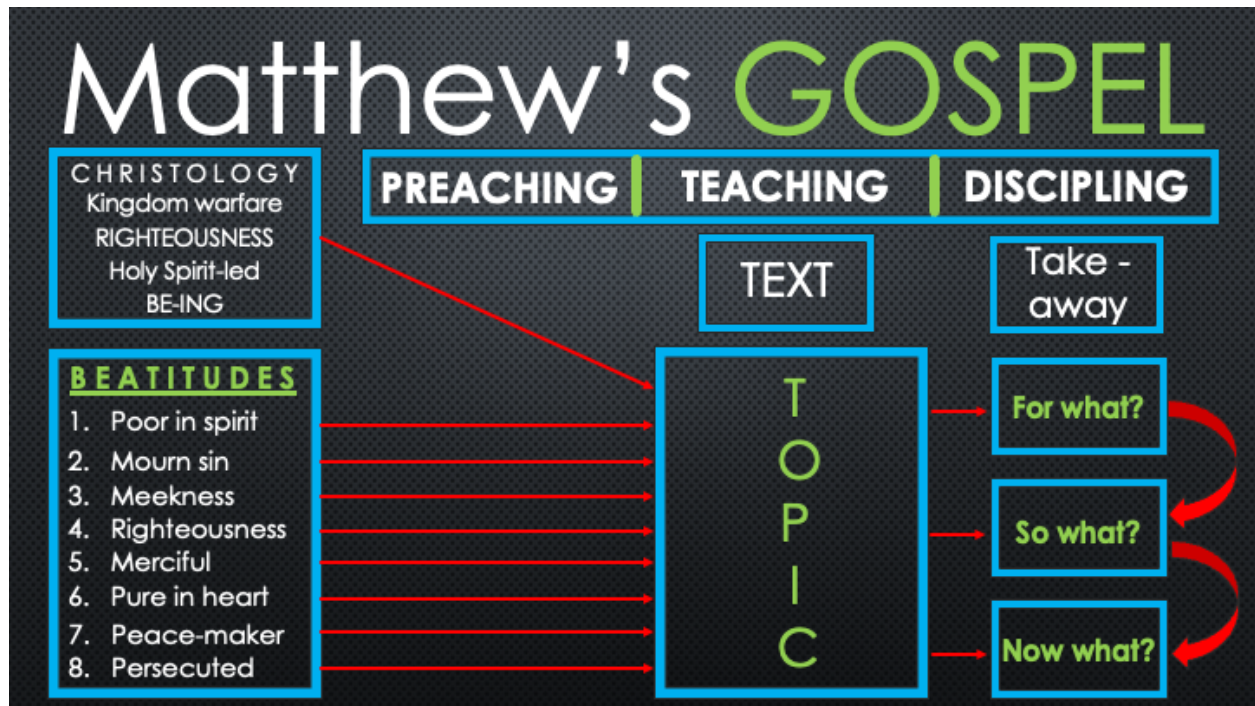 Matthew's GOSPEL
CHRISTOLOGY
Kingdom warfare
RIGHTEOUSNESS
Holy Spirit-led
BE-ING
PREACHING TEACHING DISCIPLING
TEXT
Take -
away
BEATITUDES
1. Poor in spirit
2. Mourn sin
3. Meekness
4. Righteousness
5. Merciful
6. Pure in heart
7. Peace-maker
8. Persecuted
T
O
P
I
C
For what?
So what?
Now what?